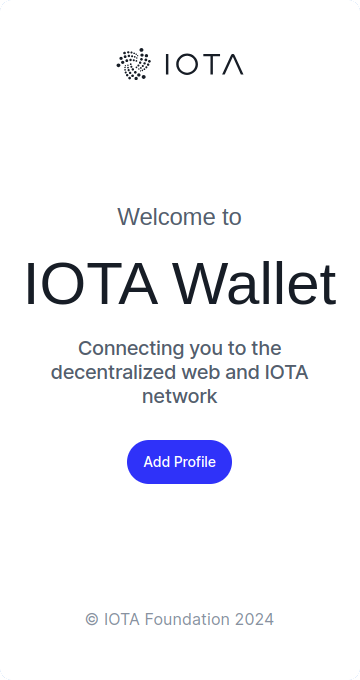 IOTA
Welcome to
IOTA Wallet
Connecting you to the
decentralized web and IOTA
network
Add Profile
© IOTA Foundation 2024